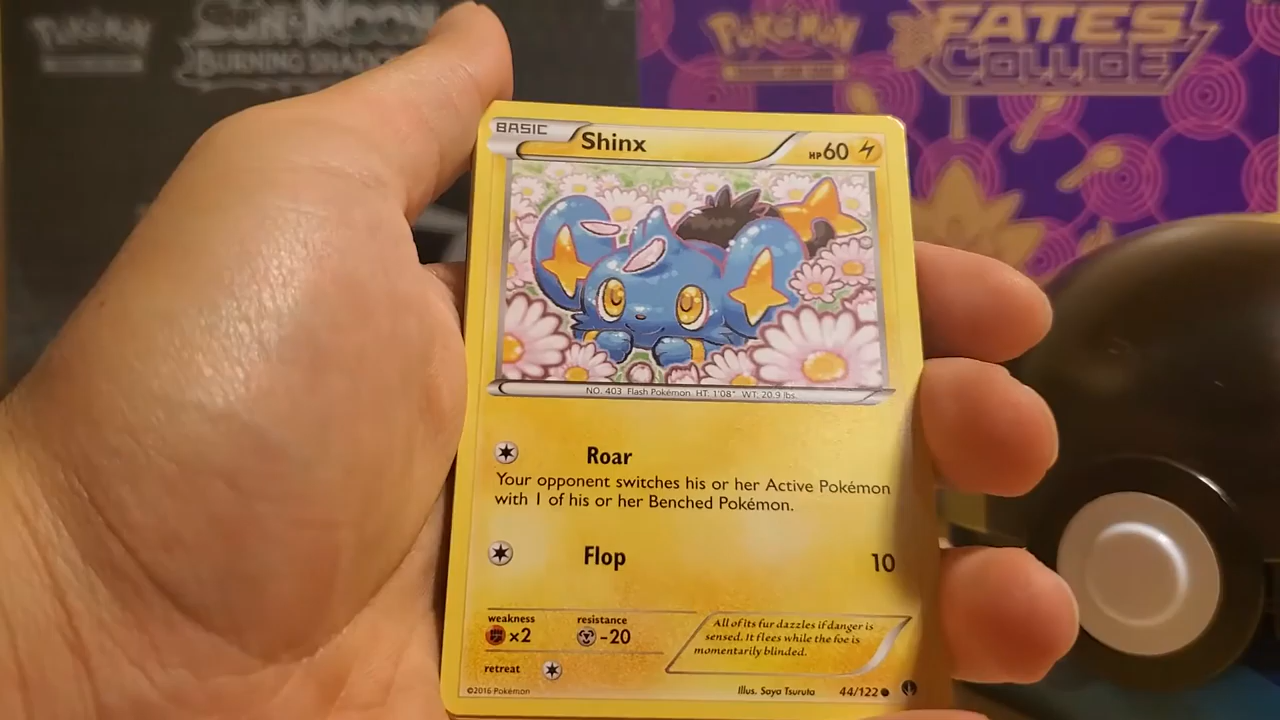 Pokémon
Sun & Moon
Burning Shadows
Pokémon
FATES
COLLIDE
BASIC
Shinx
HP60
NO. 403 Flash Pokémon. HT. 1'08" WT. 20.9 lbs.
Roar
Your opponent switches his or her Active Pokémon
with 1 of his or her Benched Pokémon.
Flop 10
weakness
×2
resistance
-20
retreat
All of its fur dazzles if danger is
sensed. It flees while the foe is
momentarily blinded.
©2016 Pokémon
Illus. Saya Tsuruta
44/122